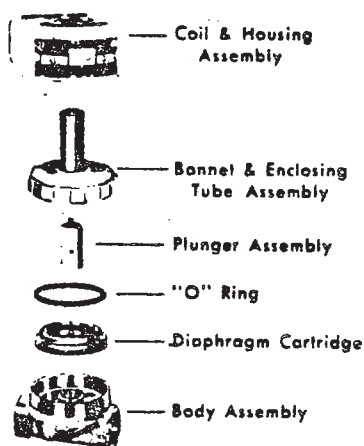 Coil & Housing
Assembly
Bonnet & Enclosing
Tube Assembly
Plunger Assembly
"O" Ring
Diaphragm Cartridge
Body Assembly